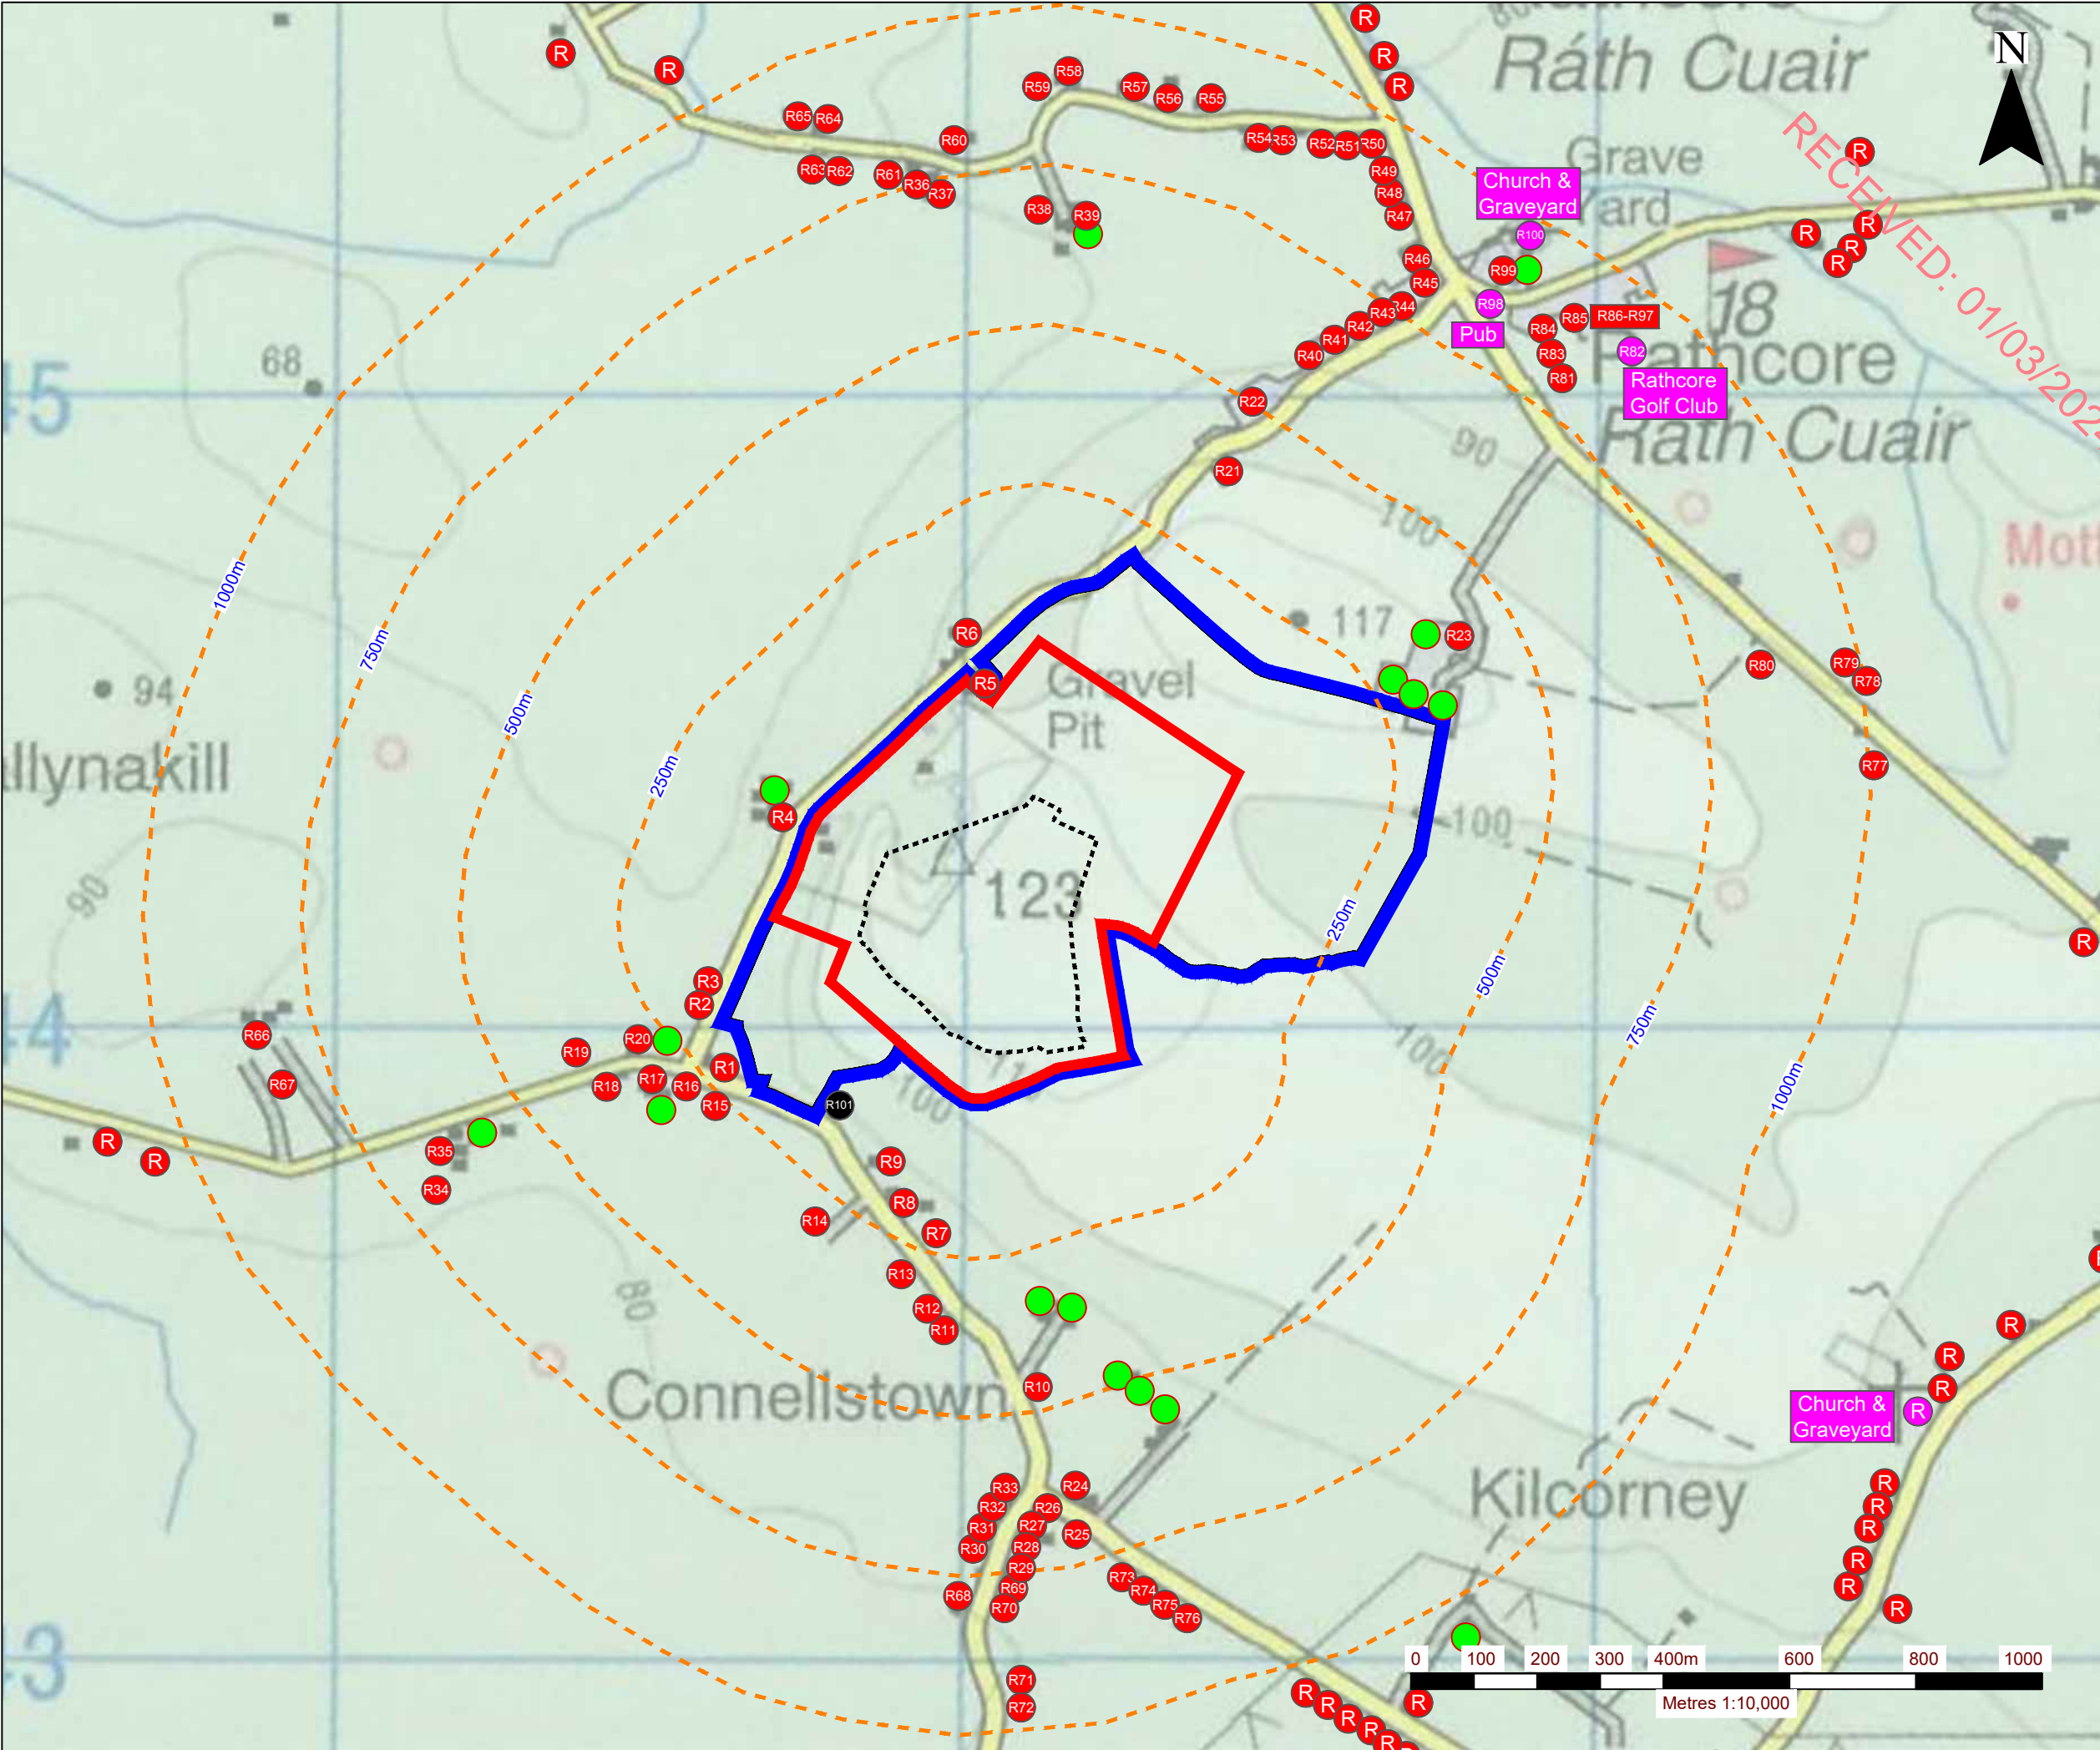 Ráth Cuair
N
Grave
Yard
RECEIVED: 01/03/202
Church &
Graveyard
R
R
R
R
R
R58
R59
R57
R56
R55
R65
R64
R60
R54
R53
R52
R51
R50
R63
R62
R61
R36
R37
R49
R48
R47
R38
R39
R100
R
R
R
R
R
R46
R99
R45
R98
R44
R43
R42
R41
R40
Pub
R84
R85
R86-R97
R83
R82
R81
18
Rathcore
Rathcore
Golf Club
Rath Cuair
68
45
R22
R21
90
100
1000m
750m
500m
250m
R6
R5
117
R23
R80
R79
R78
R77
Gravel
Pit
94
llynakill
R4
100
123
90
250m
500m
750m
1000m
R
R3
R2
44
R66
R67
R20
R19
R18
R17
R16
R1
R15
R101
100
100
R
R
R35
R34
R9
R8
R7
R14
R13
R12
R11
80
R10
Connellstown
R
R
R
R
Church &
Graveyard
R
Kilcorney
R33
R24
R32
R26
R31
R27
R25
R30
R28
R29
R68
R69
R70
R73
R74
R75
R76
R
R
R
R
R
R
43
R71
R72
R
R
R
R
R
R
0 100 200 300 400m 600 800 1000
Metres 1:10,000